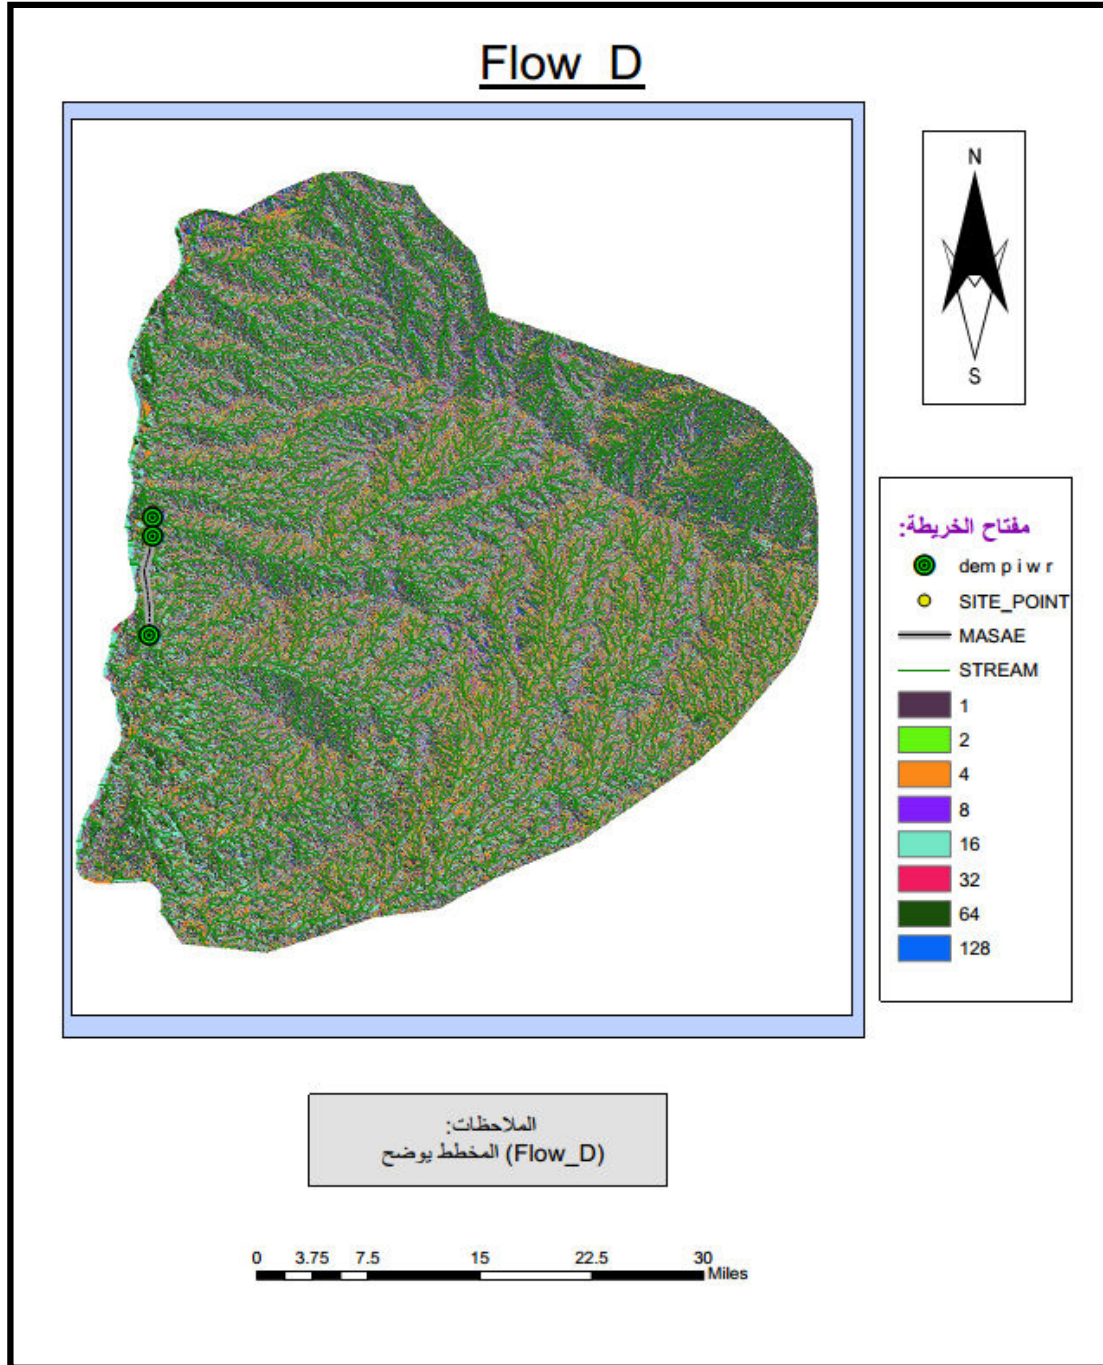 Flow_D
N
S
مفتاح الخريطة:
dem p i w r
SITE_POINT
MASAE
STREAM
1
2
4
8
16
32
64
128
الملاحظات:
المخطط يوضح (Flow_D)
0 3.75 7.5 15 22.5 30
Miles